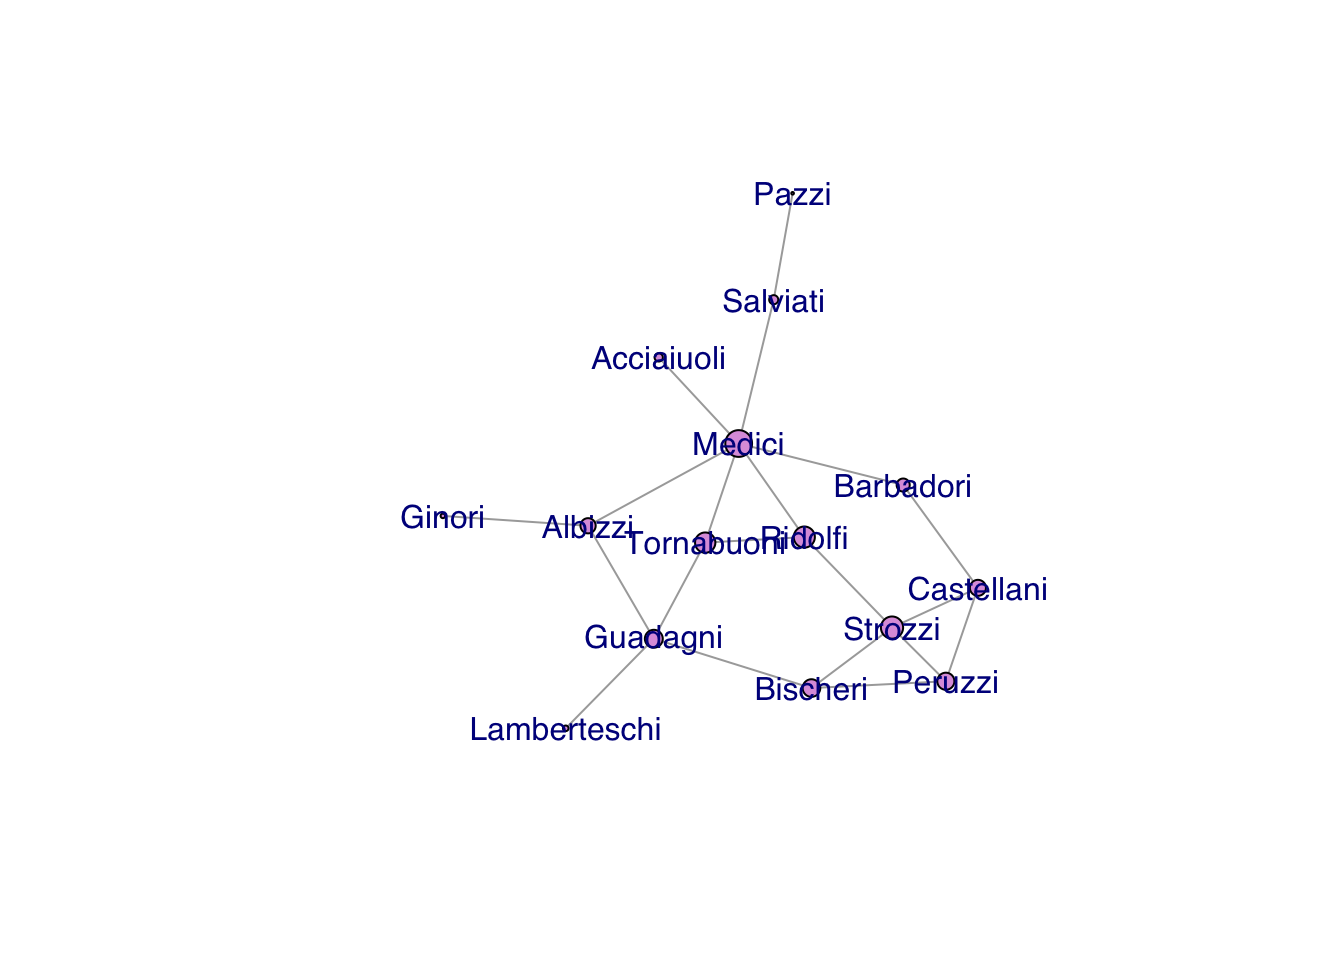 Pazzi
Salviati
Acciaiuoli
Medici
Barbadori
Ginori
Albizzi
Tornabuoni
Ridolfi
Castellani
Strozzi
Guadagni
Bischeri
Peruzzi
Lamberteschi